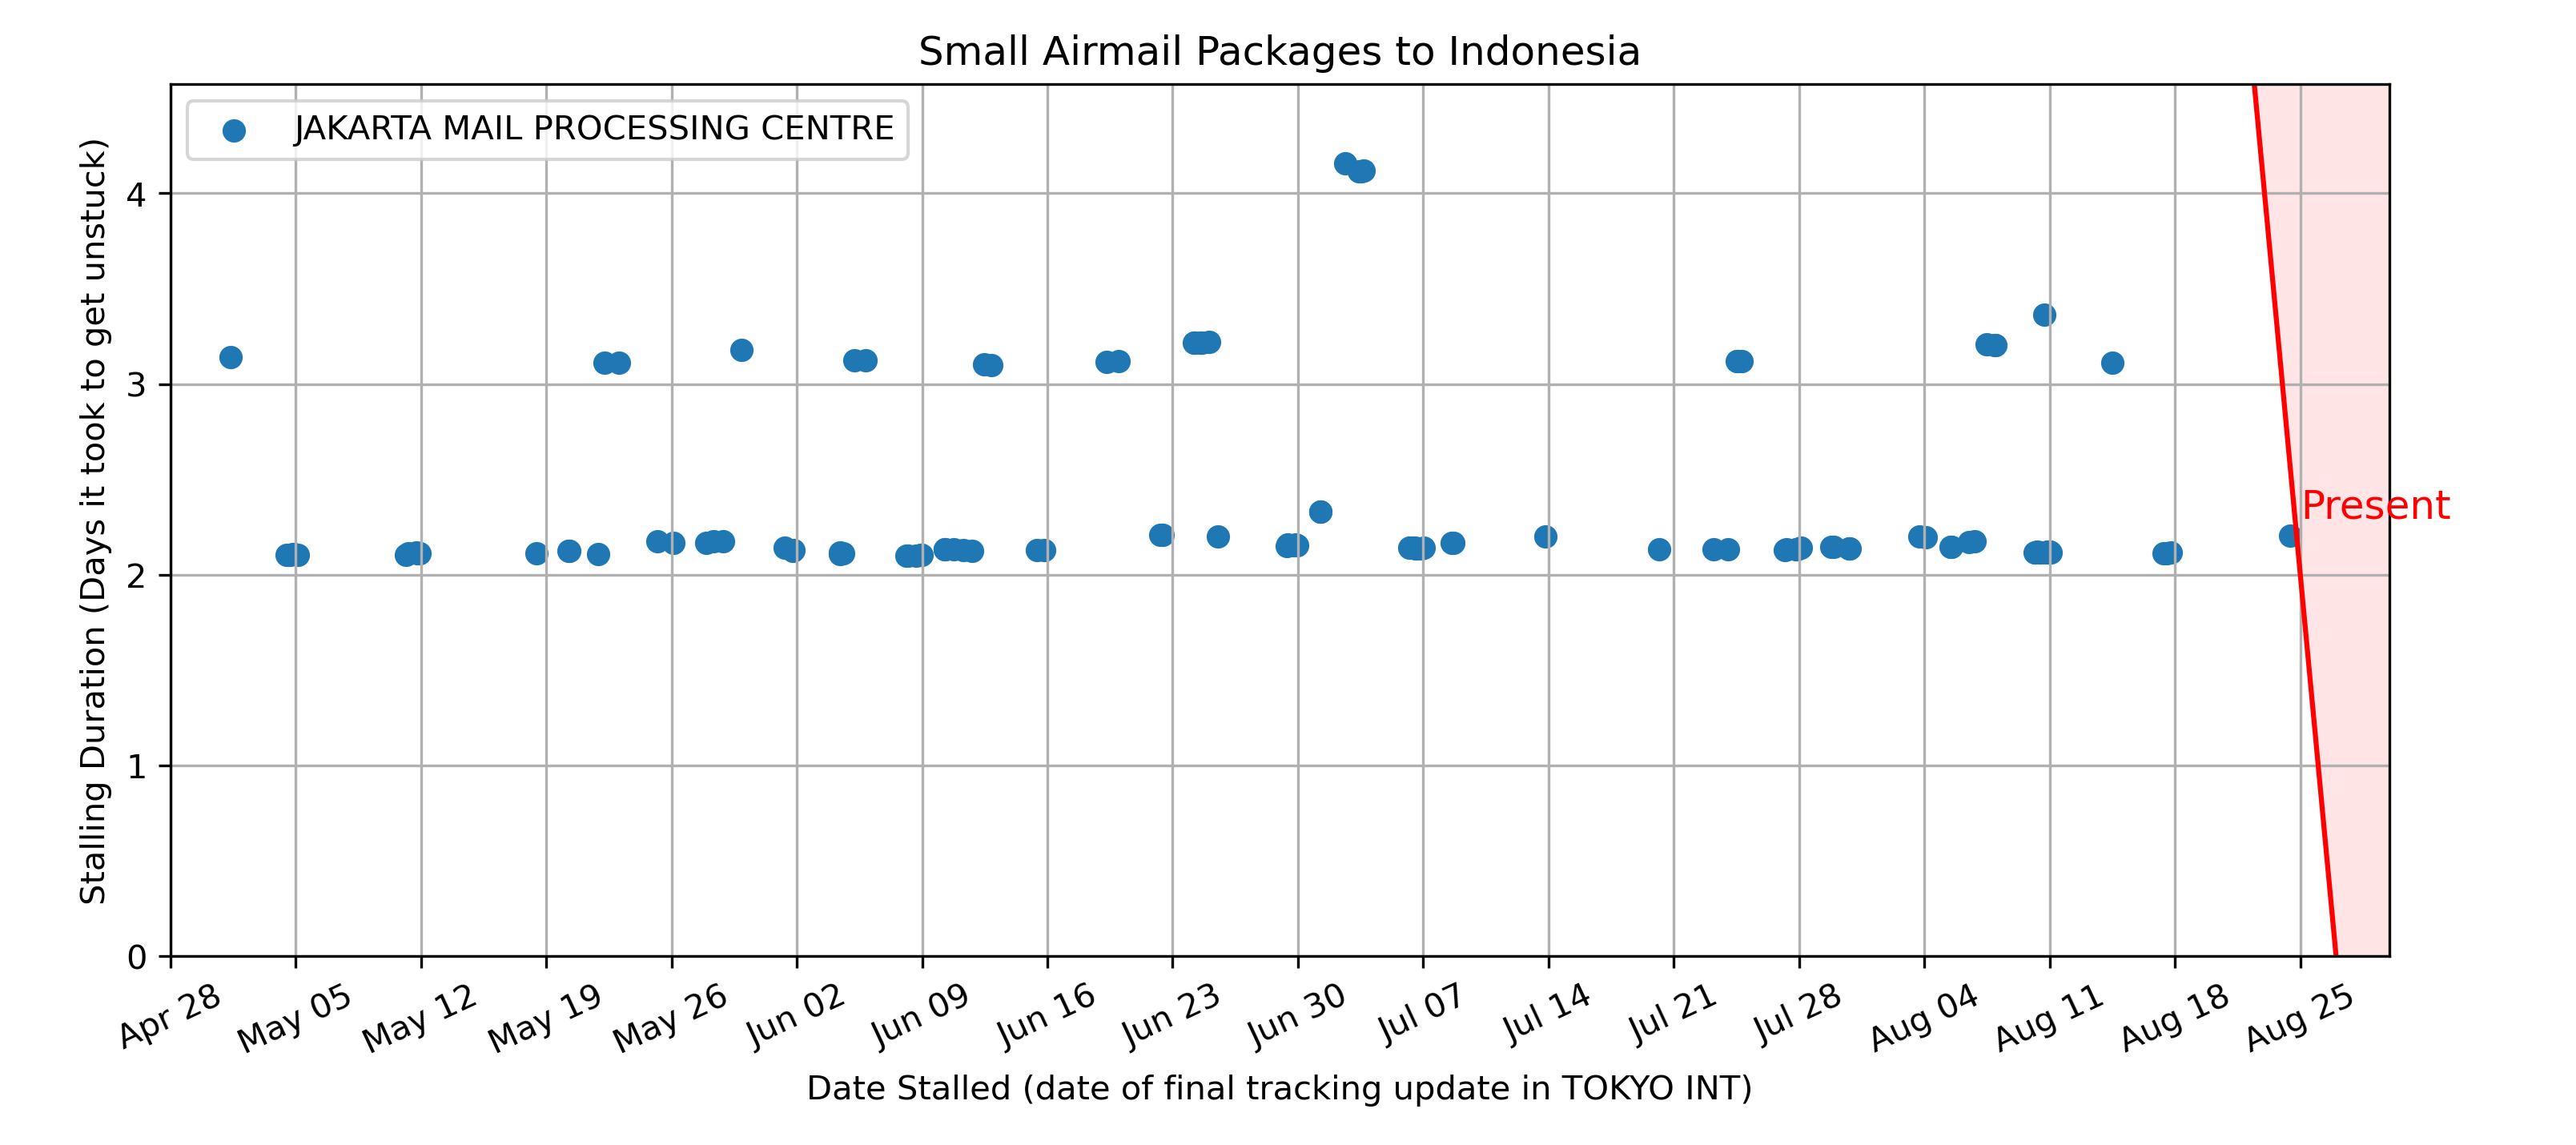 Small Airmail Packages to Indonesia
JAKARTA MAIL PROCESSING CENTRE
Stalling Duration (Days it took to get unstuck)
4
3
2
1
0
Present
Apr 28
May 05
May 12
May 19
May 26
Jun 02
Jun 09
Jun 16
Jun 23
Jun 30
Jul 07
Jul 14
Jul 21
Jul 28
Aug 04
Aug 11
Aug 18
Aug 25
Date Stalled (date of final tracking update in TOKYO INT)